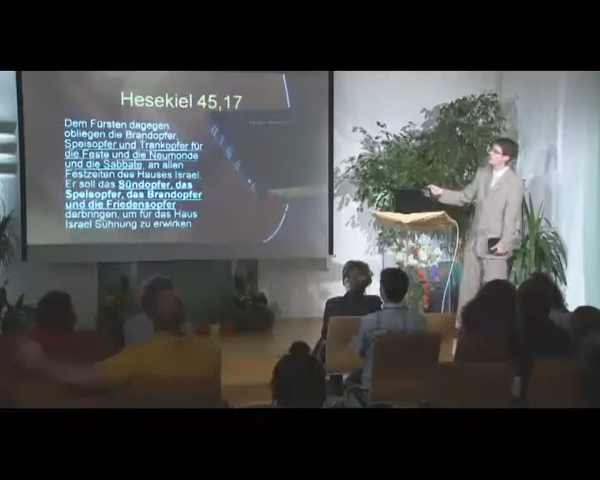 Hesekiel 45,17
Dem Fürsten dagegen
obliegen die Brandopfer,
Speisopfer und Trankopfer für
die Feste und die Neumonde
und die Sabbate, an allen
Festzeiten des Hauses Israel.
Er soll das Sündopfer, das
Speisopfer, das Brandopfer
und die Friedensopfer
darbringen, um für das Haus
Israel Sühnung zu erwirken.